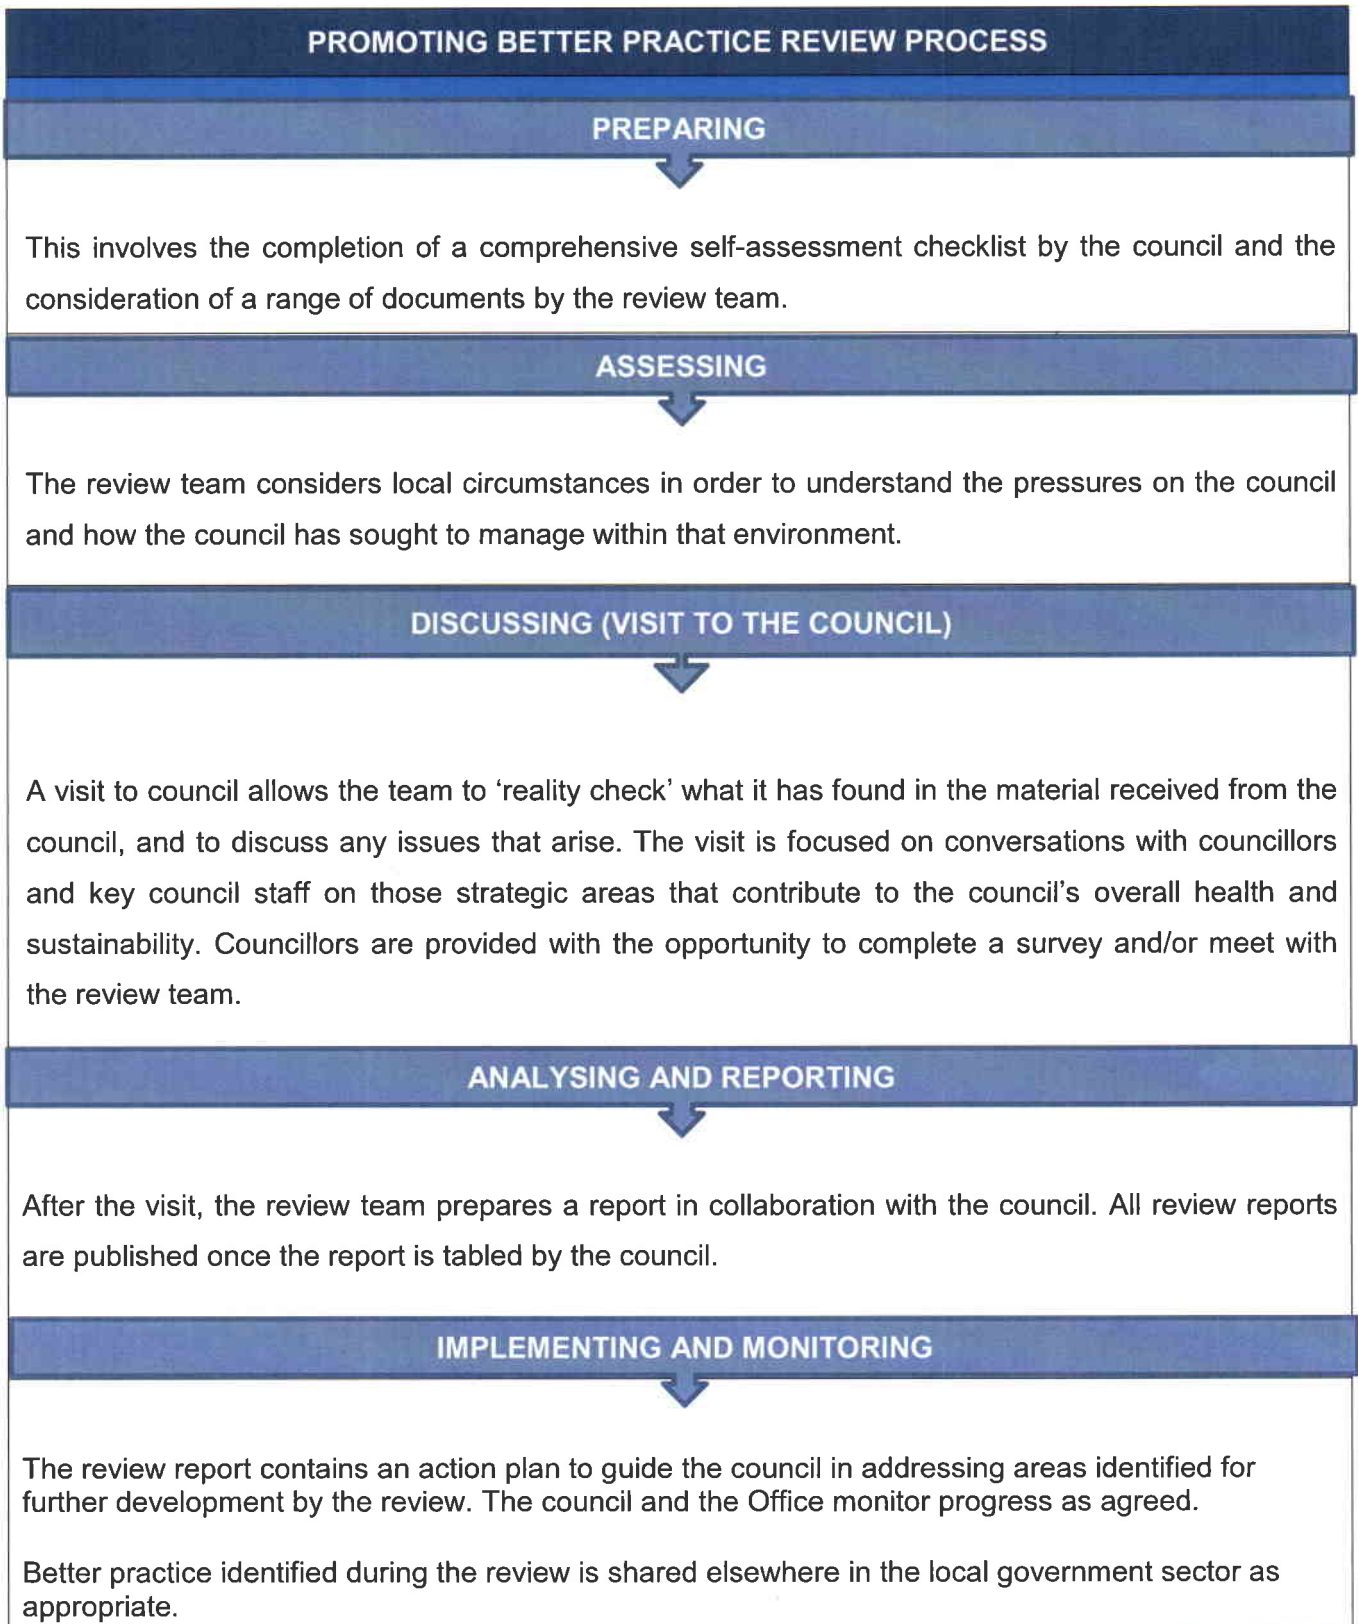 PROMOTING BETTER PRACTICE REVIEW PROCESS
PREPARING
This involves the completion of a comprehensive self-assessment checklist by the council and the
consideration of a range of documents by the review team.
ASSESSING
The review team considers local circumstances in order to understand the pressures on the council
and how the council has sought to manage within that environment.
DISCUSSING (VISIT TO THE COUNCIL)
A visit to council allows the team to ‘reality check’ what it has found in the material received from the
council, and to discuss any issues that arise. The visit is focused on conversations with councillors
and key council staff on those strategic areas that contribute to the council’s overall health and
sustainability. Councillors are provided with the opportunity to complete a survey and/or meet with
the review team.
ANALYSING AND REPORTING
After the visit, the review team prepares a report in collaboration with the council. All review reports
are published once the report is tabled by the council.
IMPLEMENTING AND MONITORING
The review report contains an action plan to guide the council in addressing areas identified for
further development by the review. The council and the Office monitor progress as agreed.
Better practice identified during the review is shared elsewhere in the local government sector as
appropriate.